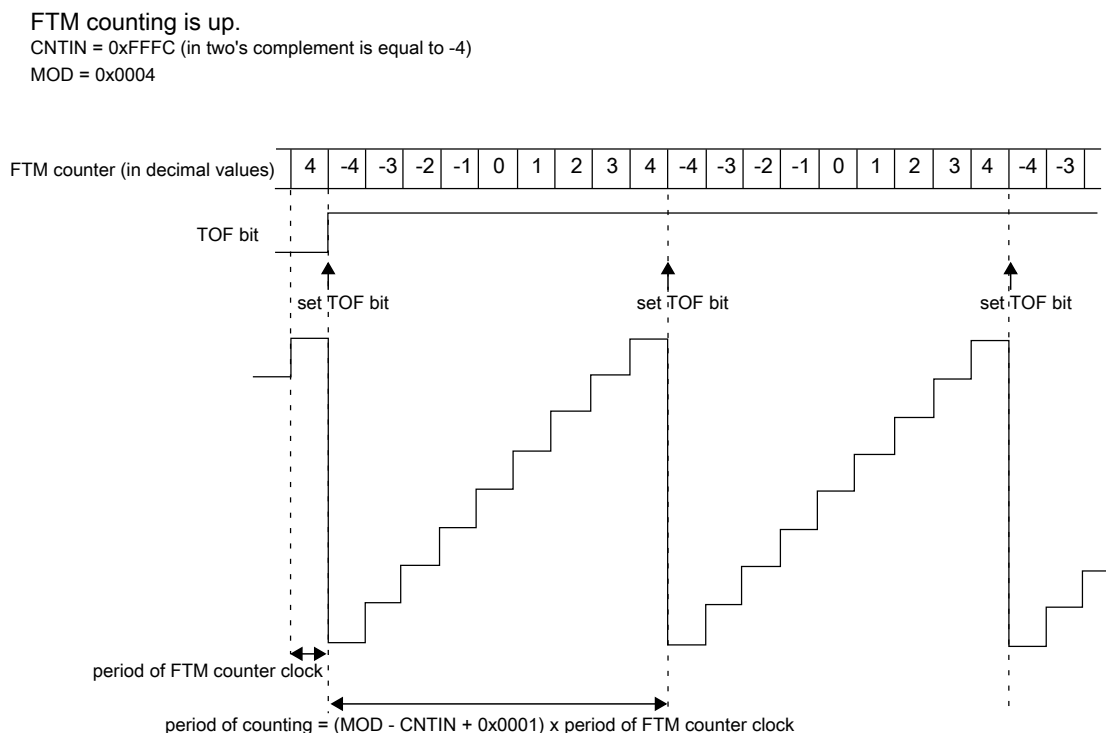 FTM counting is up.
CNTIN = 0xFFFC (in two's complement is equal to -4)
MOD = 0x0004
FTM counter (in decimal values) 4 -4 -3 -2 -1 0 1 2 3 4 -4 -3 -2 -1 0 1 2 3 4 -4 -3
TOF bit
set TOF bit set TOF bit set TOF bit
period of FTM counter clock
period of counting = (MOD - CNTIN + 0x0001) x period of FTM counter clock